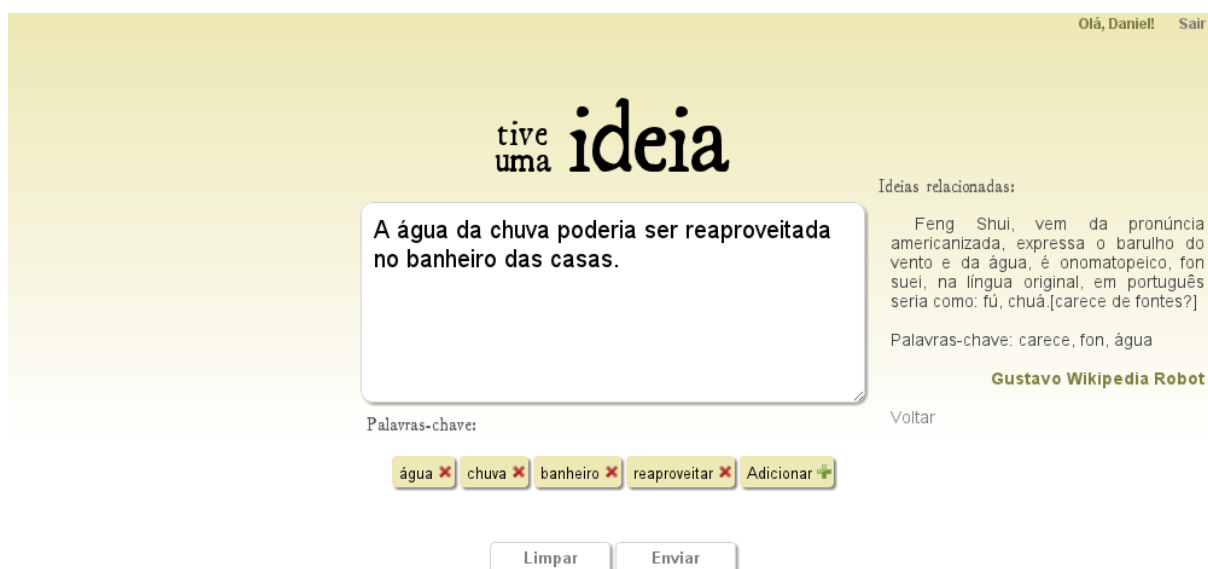 Olá, Daniel! Sair
tive
uma ideia
A água da chuva poderia ser reaproveitada
no banheiro das casas.
Palavras-chave:
água chuva banheiro reaproveitar Adicionar
Limpar Enviar
Ideias relacionadas:
Feng Shui, vem da pronúncia
americanizada, expressa o barulho do
vento e da água, é onomatopeico, fon
suei, na língua original, em português
seria como: fú, chuá.[carece de fontes?]
Palavras-chave: carece, fon, água
Gustavo Wikipedia Robot
Voltar